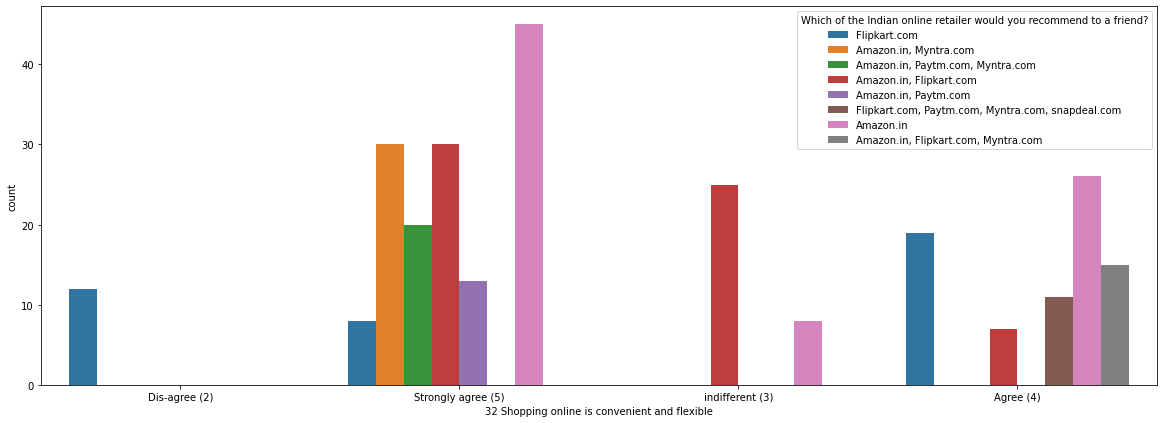 Which of the Indian online retailer would you recommend to a friend?
Flipkart.com
Amazon.in, Myntra.com
Amazon.in, Paytm.com, Myntra.com
Amazon.in, Flipkart.com
Amazon.in, Paytm.com
Flipkart.com, Paytm.com, Myntra.com, snapdeal.com
Amazon.in
Amazon.in, Flipkart.com, Myntra.com
count
40
30
20
10
0
Dis-agree (2) Strongly agree (5) indifferent (3) Agree (4)
32 Shopping online is convenient and flexible